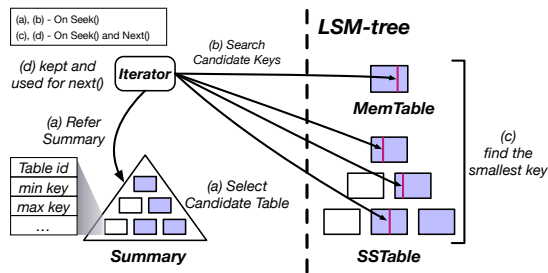 (a), (b) - On Seek()
(c), (d) - On Seek() and Next()
LSM-tree
(b) Search
Candidate Keys
(d) kept and
used for next()
Iterator
MemTable
(a) Refer
Summary
(c)
find the
smallest key
Table id
min key
max key
...
(a) Select
Candidate Table
Summary
SSTable